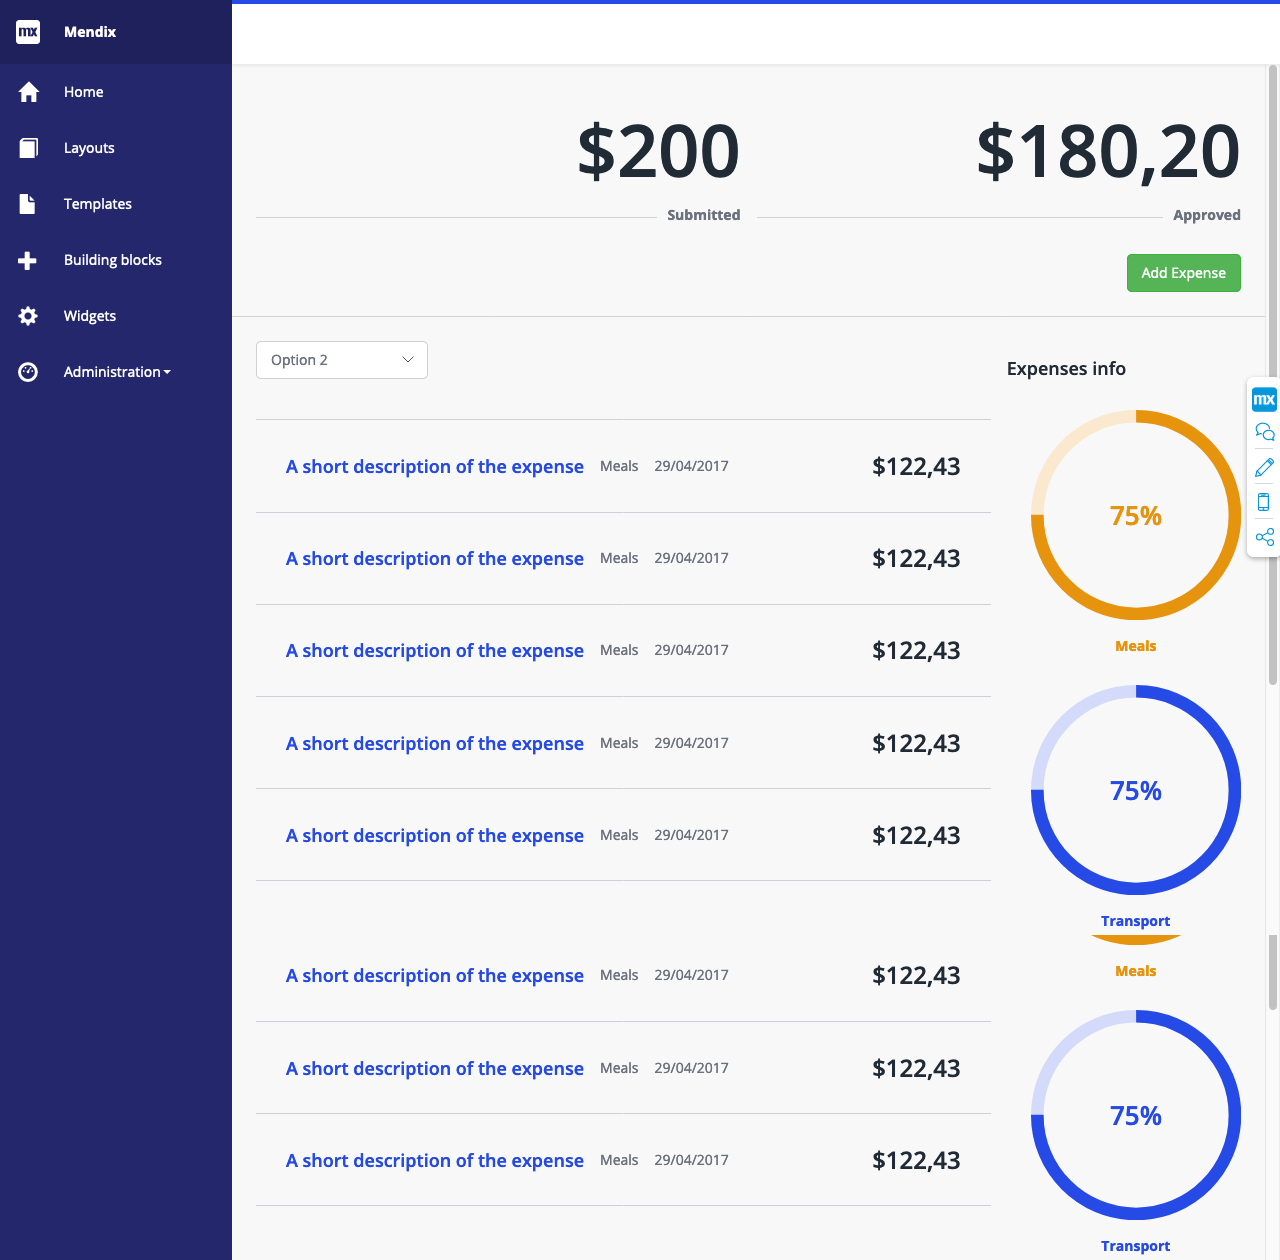 mx Mendix
Home
Layouts
Templates
Building blocks
Widgets
Administration
$200
Submitted
$180,20
Approved
Add Expense
Option 2
Expenses info
mx
A short description of the expense Meals 29/04/2017 $122,43
A short description of the expense Meals 29/04/2017 $122,43
A short description of the expense Meals 29/04/2017 $122,43
A short description of the expense Meals 29/04/2017 $122,43
A short description of the expense Meals 29/04/2017 $122,43
75%
Meals
75%
Transport
A short description of the expense Meals 29/04/2017 $122,43
A short description of the expense Meals 29/04/2017 $122,43
A short description of the expense Meals 29/04/2017 $122,43
Meals
75%
Transport